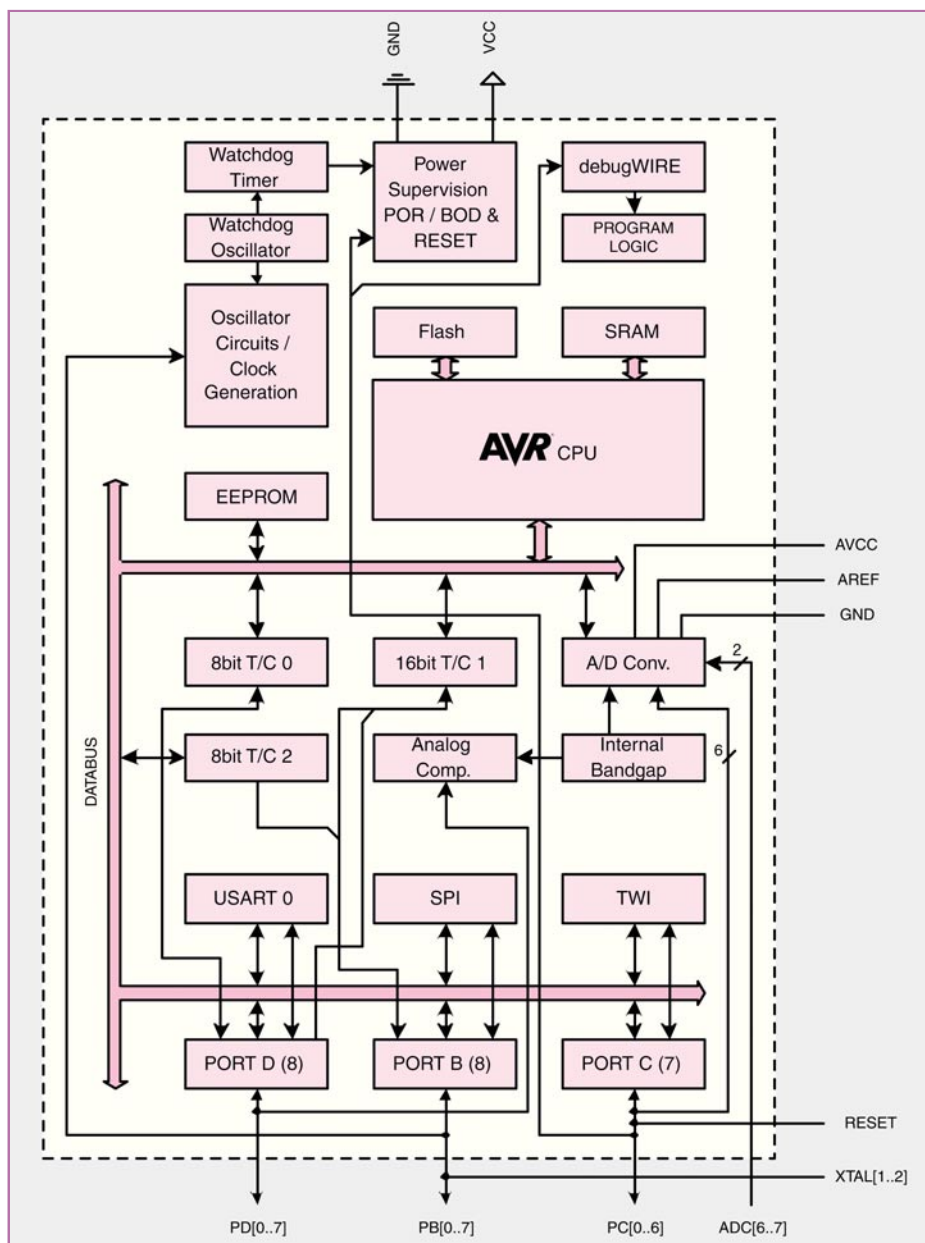 GND
VCC
Watchdog
Timer
Power
Supervision
POR / BOD &
RESET
debugWIRE
Watchdog
Oscillator
PROGRAM
LOGIC
Oscillator
Circuits /
Clock
Generation
Flash
SRAM
AVR CPU
EEPROM
AVCC
AREF
GND
8bit T/C 0
16bit T/C 1
A/D Conv.
2
8bit T/C 2
Analog
Comp.
Internal
Bandgap
6
DATABUS
USART 0
SPI
TWI
PORT D (8)
PORT B (8)
PORT C (7)
RESET
XTAL[1..2]
PD[0..7]
PB[0..7]
PC[0..6]
ADC[6..7]